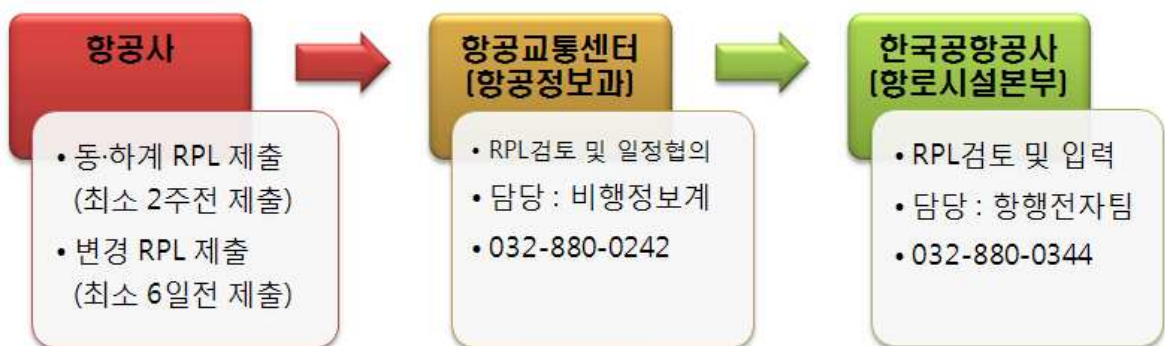 항공사
• 동·하계 RPL 제출
(최소 2주전 제출)
• 변경 RPL 제출
(최소 6일전 제출)
항공교통센터
(항공정보과)
• RPL검토 및 일정협의
• 담당 : 비행정보계
• 032-880-0242
한국공항공사
(항로시설본부)
• RPL검토 및 입력
• 담당 : 항행전자팀
• 032-880-0344